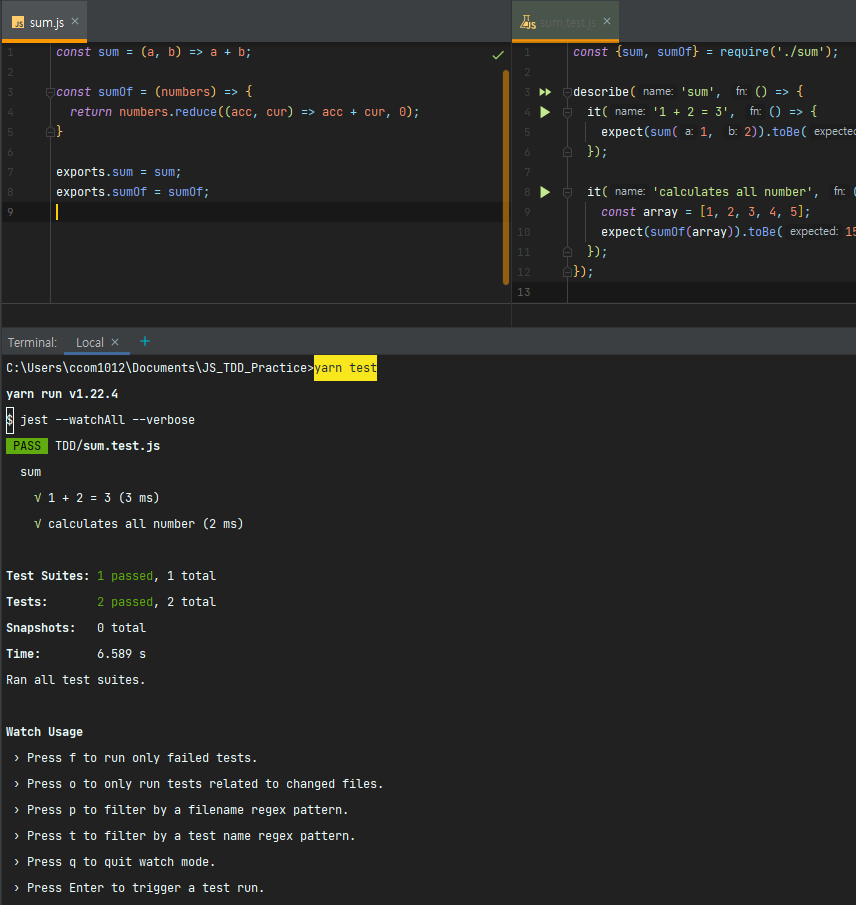 sum.js
sum.test.js
1 const sum = (a, b) => a + b;
2
3 const sumOf = (numbers) => {
4 return numbers.reduce((acc, cur) => acc + cur, 0);
5 }
6
7 exports.sum = sum;
8 exports.sumOf = sumOf;
9
1 const {sum, sumOf} = require('./sum');
2
3 describe( name: 'sum', fn: () => {
4 it( name: '1 + 2 = 3', fn: () => {
5 expect(sum( a: 1, b: 2)).toBe( expected
6 });
7
8 it( name: 'calculates all number', fn: (
9 const array = [1, 2, 3, 4, 5];
10 expect(sumOf(array)).toBe( expected: 15
11 });
12 });
13
Terminal: Local +
C:\Users\ccom1012\Documents\JS_TDD_Practice>yarn test
yarn run v1.22.4
$ jest --watchAll --verbose
PASS TDD/sum.test.js
sum
√ 1 + 2 = 3 (3 ms)
√ calculates all number (2 ms)
Test Suites: 1 passed, 1 total
Tests: 2 passed, 2 total
Snapshots: 0 total
Time: 6.589 s
Ran all test suites.
Watch Usage
› Press f to run only failed tests.
› Press o to only run tests related to changed files.
› Press p to filter by a filename regex pattern.
› Press t to filter by a test name regex pattern.
› Press q to quit watch mode.
› Press Enter to trigger a test run.